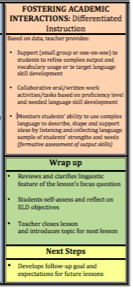 FOSTERING ACADEMIC
INTERACTIONS: Differentiated
Instruction
Based on data, teacher provides:
• Support (small group or one-on-one) to
students to refine complex output and
vocabulary usage or to target language
skill development
• Collaborative oral/written work
activities/tasks based on proficiency level
and needed language skill development
• Monitors students' ability to use complex
language to describe, shape and support
ideas by listening and collecting language
sample of students' strengths and needs
(formative assessment of output skills)
Wrap up
• Reviews and clarifies linguistic
feature of the lesson's focus question
• Students self-assess and reflect on
ELD objectives
• Teacher closes lesson
and introduces topic for next lesson
Next Steps
• Develops follow-up goal and
expectations for future lessons